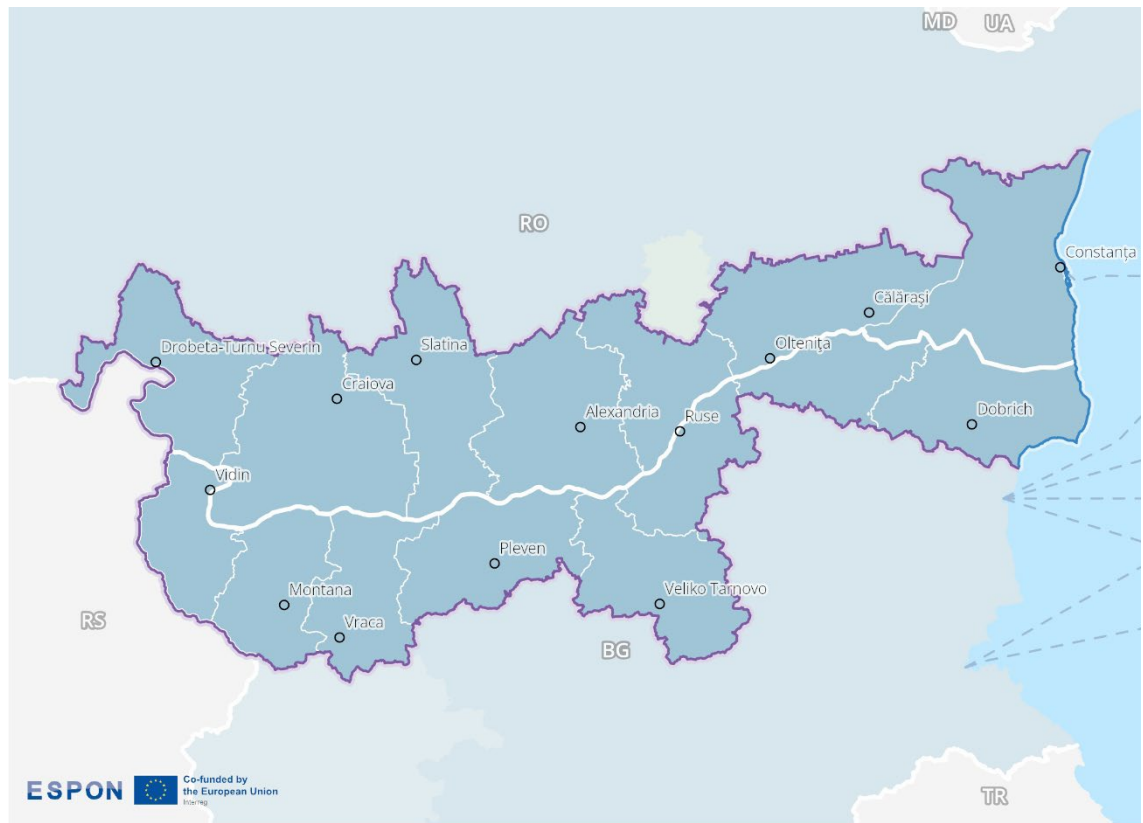 MD
UA
RO
Constanța
Călărași
Drobeta-Turnu Severin
Slatina
Oltenița
Craiova
Alexandria
Ruse
Dobrich
Vidin
Pleven
Montana
Veliko Tarnovo
Vraca
RS
BG
TR
ESPON
Co-funded by
the European Union
Interreg